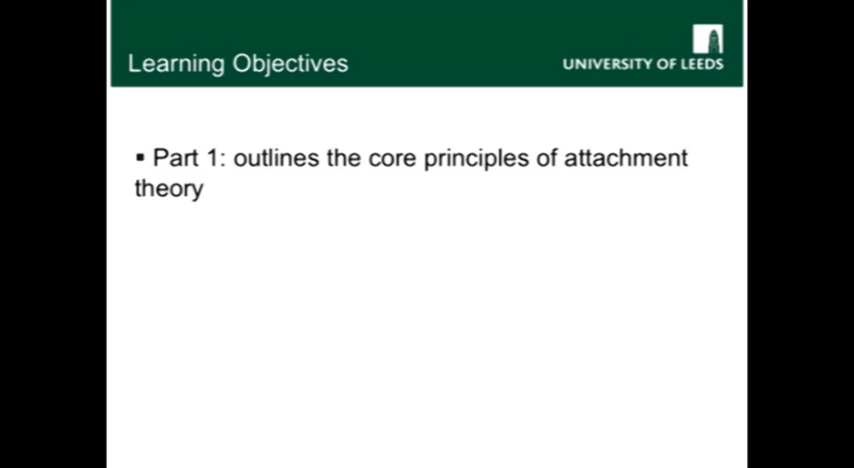 Learning Objectives
UNIVERSITY OF LEEDS
▪ Part 1: outlines the core principles of attachment
theory